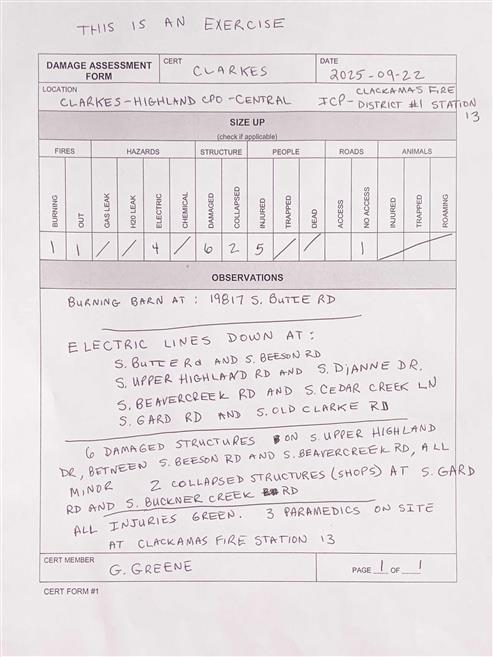 THIS IS AN EXERCISE
DAMAGE ASSESSMENT FORM
CERT
CLARKES
DATE
2025-09-22
LOCATION
CLARKES-HIGHLAND CPO-CENTRAL ICP- CLACKAMAS FIRE
DISTRICT #1 STATION
13
SIZE UP
(check if applicable)
FIRES HAZARDS STRUCTURE PEOPLE ROADS ANIMALS
BURNING OUT GAS LEAK H20 LEAK ELECTRIC CHEMICAL DAMAGED COLLAPSED INJURED TRAPPED DEAD ACCESS NO ACCESS INJURED TRAPPED ROAMING
1 1 / / 4 / 6 2 5 / / 1 /
OBSERVATIONS
BURNING BARN AT: 19817 S. BUTTE RD
ELECTRIC LINES DOWN AT:
S. BUTTE Rd AND S. BEESON RD
S. UPPER HIGHLAND RD AND S. DIANNE DR.
S. BEAVERCREEK RD AND S. CEDAR CREEK LN
S. GARD RD AND S. OLD CLARKE RD
6 DAMAGED STRUCTURES ON S. UPPER HIGHLAND
DR, BETWEEN S. BEESON RD AND S. BEAVERCREEK RD, ALL
MINOR 2 COLLAPSED STRUCTURES (SHOPS) AT S. GARD
RD AND S. BUCKNER CREEK RD
ALL INJURIES GREEN. 3 PARAMEDICS ON SITE
AT CLACKAMAS FIRE STATION 13
CERT MEMBER
G. GREENE
PAGE 1 OF 1
CERT FORM #1